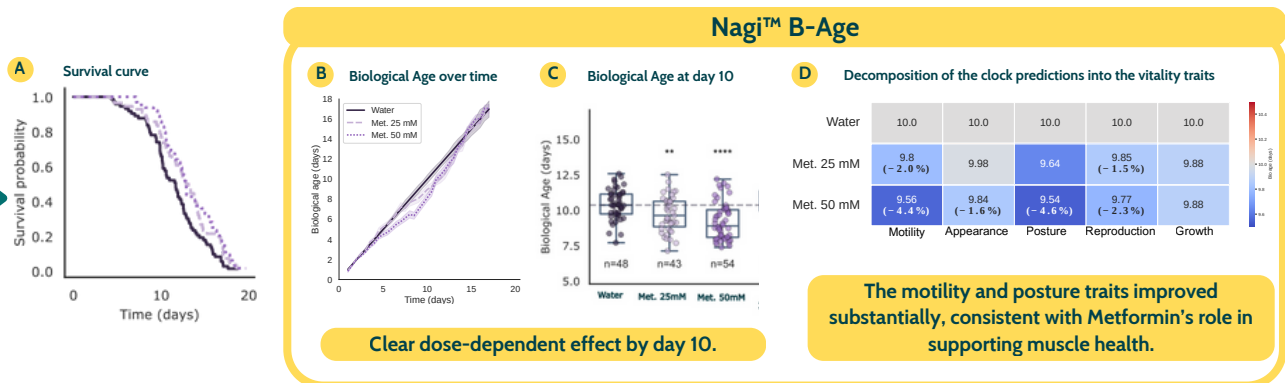 Nagi™ B-Age
A
Survival curve
1.0
0.8
0.6
0.4
0.2
0.0
Survival probability
0
10
20
Time (days)
B
Biological Age over time
18
16
14
12
10
8
6
4
2
0
Biological age (days)
Water
Met. 25 mM
Met. 50 mM
0
5
10
15
20
Time (days)
C
Biological Age at day 10
15.0
12.5
10.0
7.5
5.0
Biological Age (days)
**
****
n=48
n=43
n=54
Water
Met. 25mM
Met. 50mM
Clear dose-dependent effect by day 10.
D
Decomposition of the clock predictions into the vitality traits
Water
10.0 10.0 10.0 10.0 10.0
Met. 25 mM
9.8 9.98 9.64 9.85 9.88
(−2.0%) (−1.5%)
Met. 50 mM
9.56 9.84 9.54 9.77 9.88
(−4.4%) (−1.6%) (−4.6%) (−2.3%)
Motility Appearance Posture Reproduction Growth
The motility and posture traits improved
substantially, consistent with Metformin's role in
supporting muscle health.